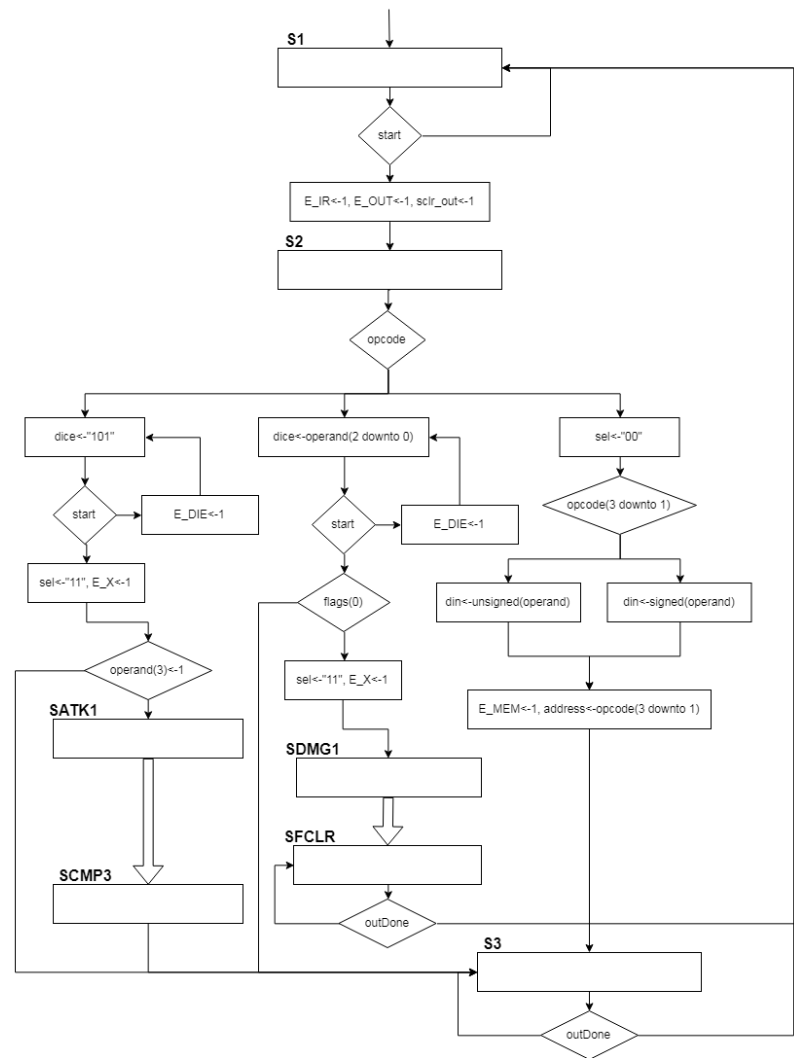 S1
start
E_IR<-1, E_OUT<-1, sclr_out<-1
S2
opcode
dice<-"101"
dice<-operand(2 downto 0)
sel<-"00"
start
E_DIE<-1
start
E_DIE<-1
opcode(3 downto 1)
sel<-"11", E_X<-1
flags(0)
din<-unsigned(operand)
din<-signed(operand)
operand(3)<-1
sel<-"11", E_X<-1
SATK1
E_MEM<-1, address<-opcode(3 downto 1)
SDMG1
SFCLR
SCMP3
outDone
S3
outDone